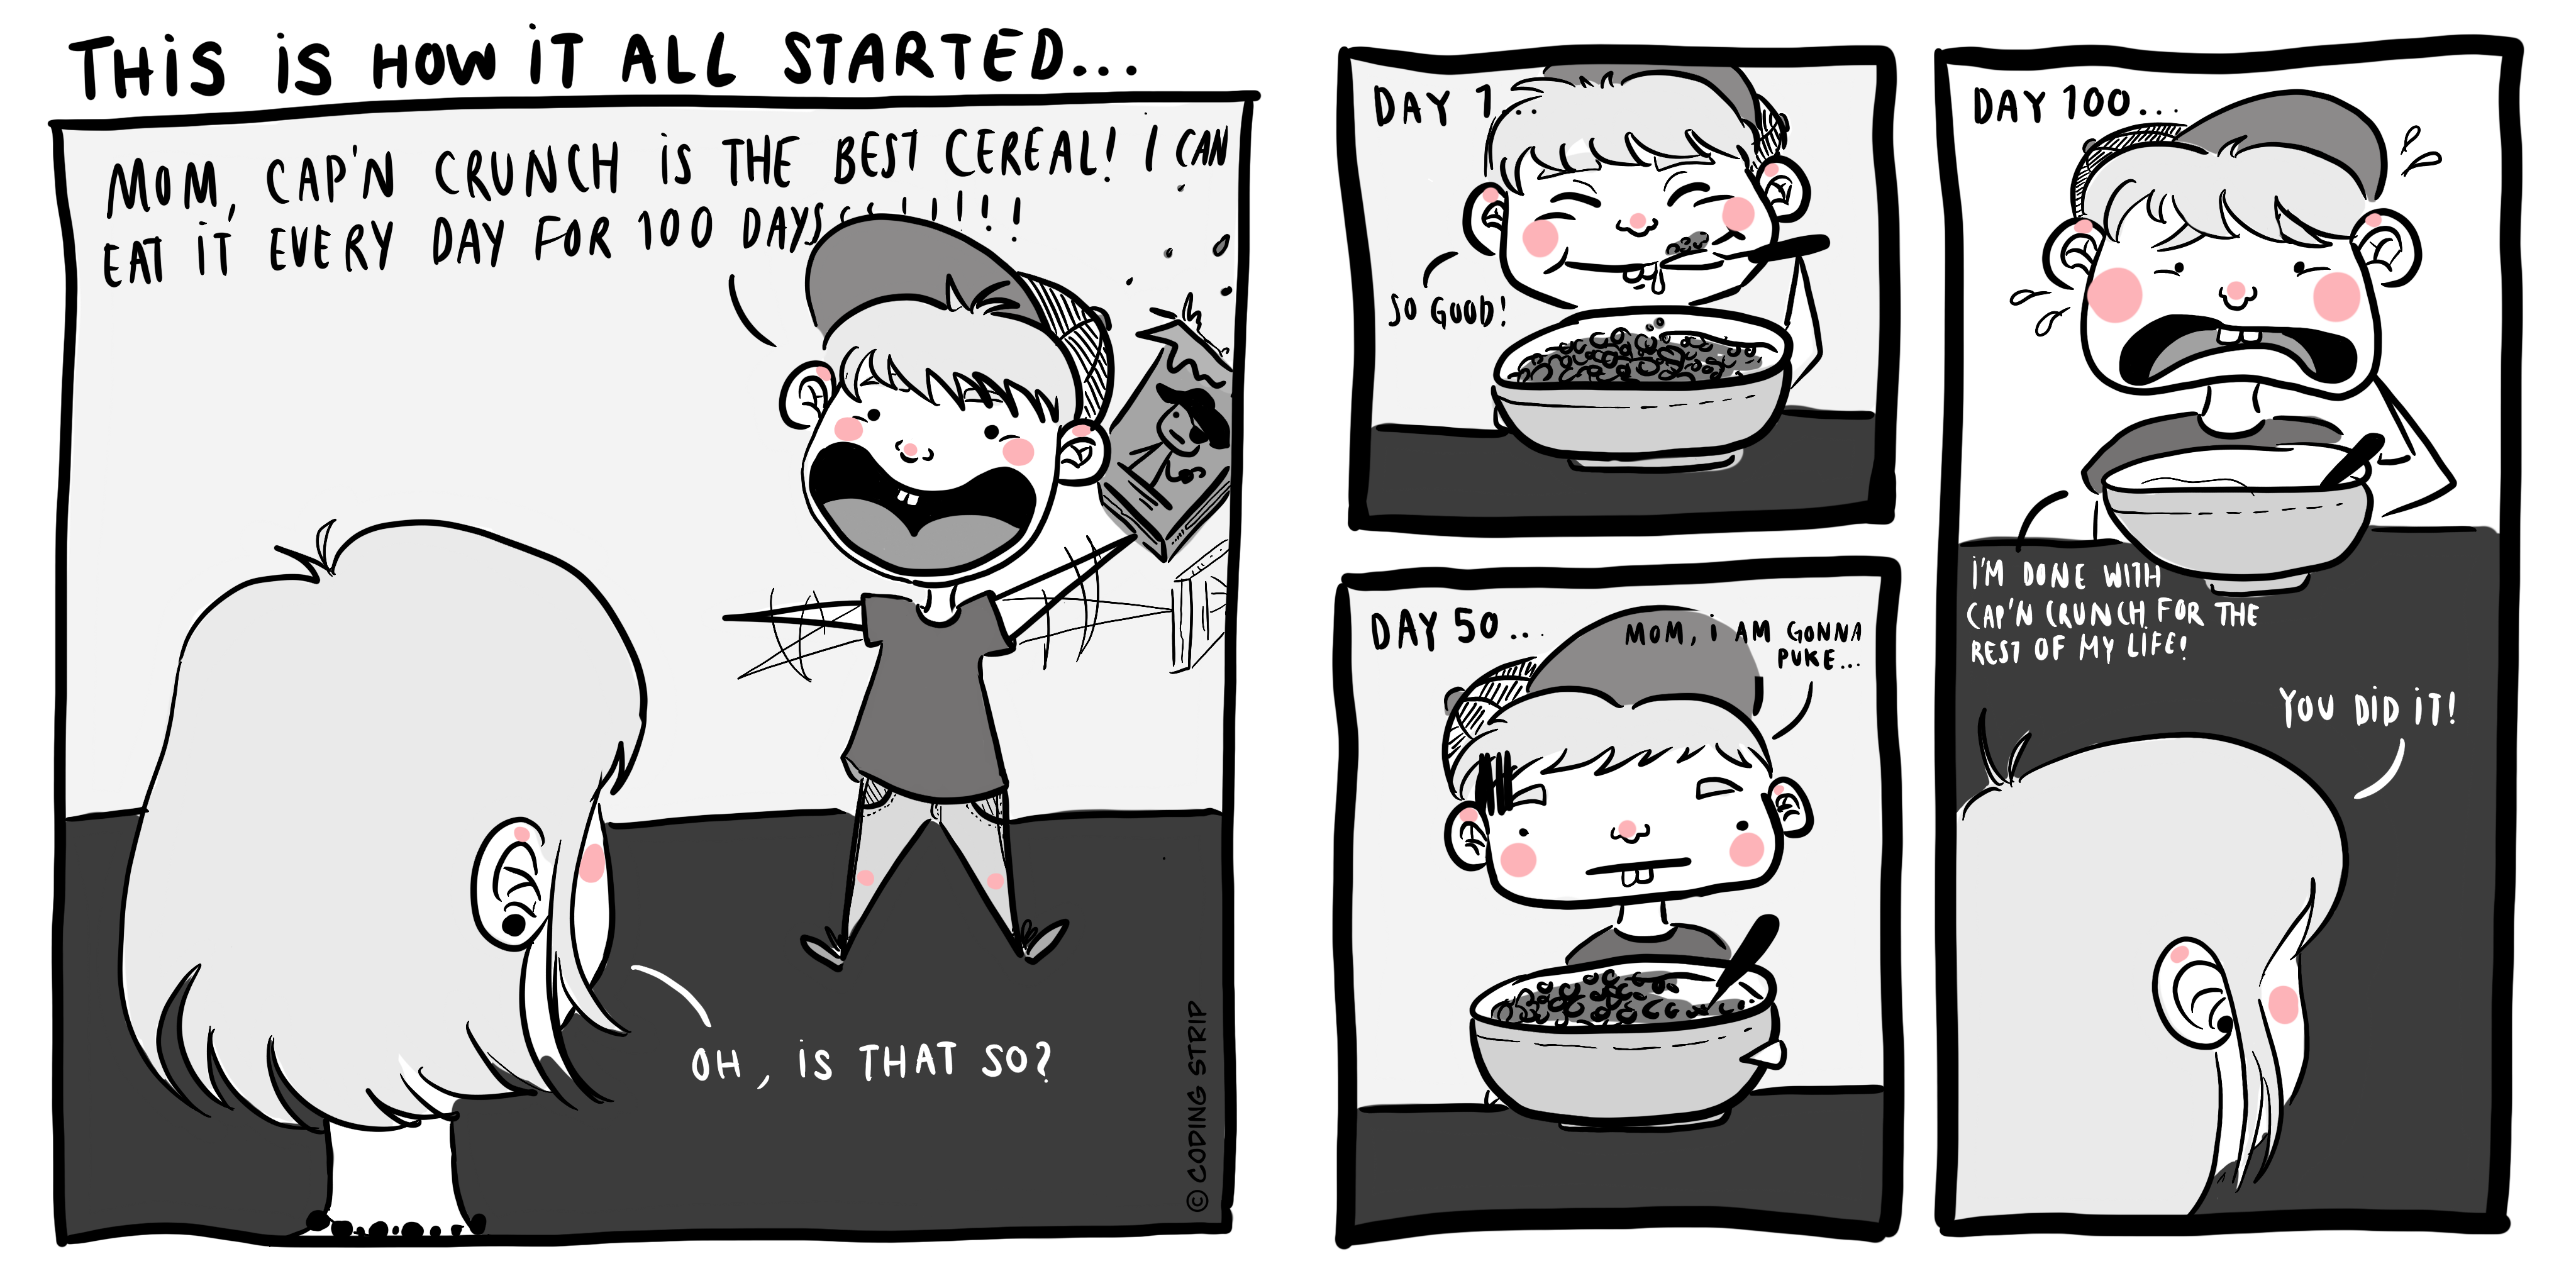 THIS IS HOW IT ALL STARTED...
MOM, CAP'N CRUNCH IS THE BEST CEREAL! I CAN
EAT IT EVERY DAY FOR 100 DAYSSS!!!!!!
OH, IS THAT SO?
© CODING STRIP
DAY 1...
SO GOOD!
DAY 50...
MOM, I AM GONNA
PUKE...
DAY 100...
I'M DONE WITH
CAP'N CRUNCH FOR THE
REST OF MY LIFE!
YOU DID IT!